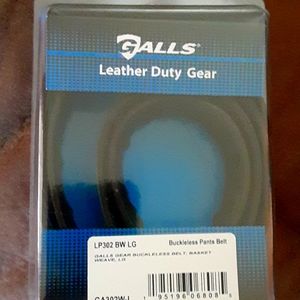 GALLS®
Leather Duty Gear
LP302 BW LG Buckleless Pants Belt
GALLS GEAR BUCKLELESS BELT, BASKET
WEAVE, LG